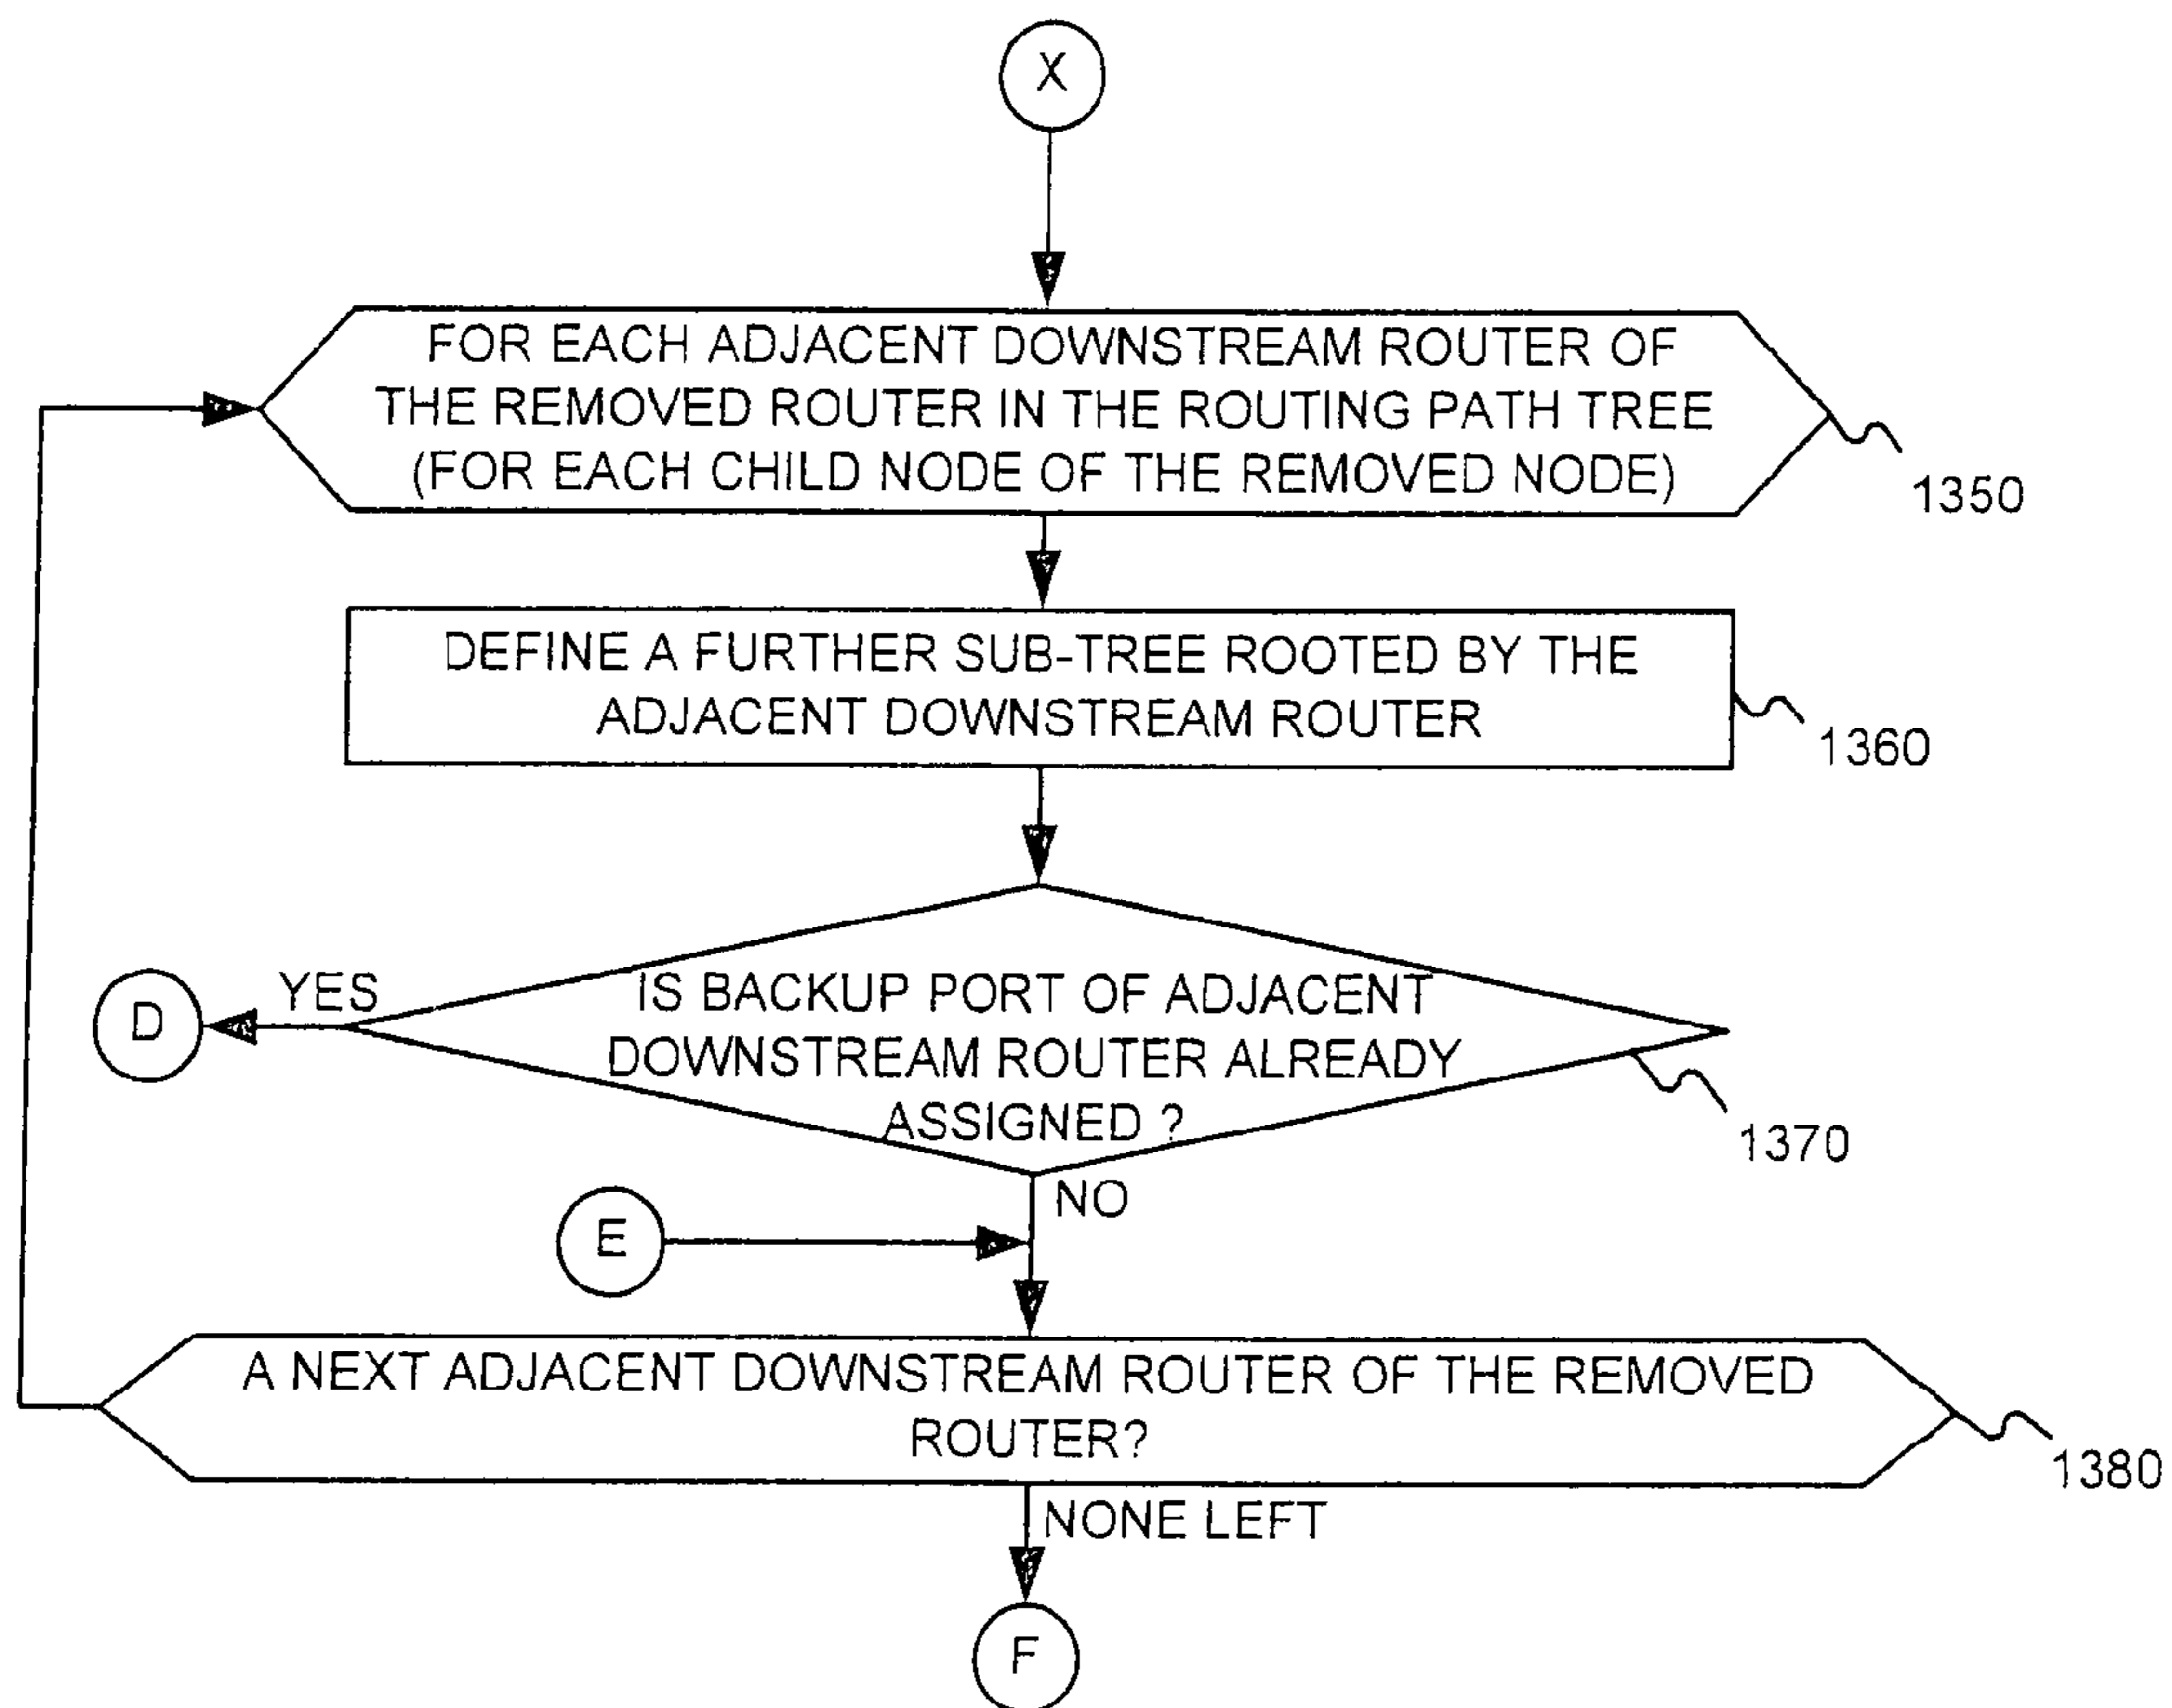 X
FOR EACH ADJACENT DOWNSTREAM ROUTER OF
THE REMOVED ROUTER IN THE ROUTING PATH TREE
(FOR EACH CHILD NODE OF THE REMOVED NODE)
1350
DEFINE A FURTHER SUB-TREE ROOTED BY THE
ADJACENT DOWNSTREAM ROUTER
1360
D
YES
IS BACKUP PORT OF ADJACENT
DOWNSTREAM ROUTER ALREADY
ASSIGNED ?
1370
NO
E
A NEXT ADJACENT DOWNSTREAM ROUTER OF THE REMOVED
ROUTER?
1380
NONE LEFT
F